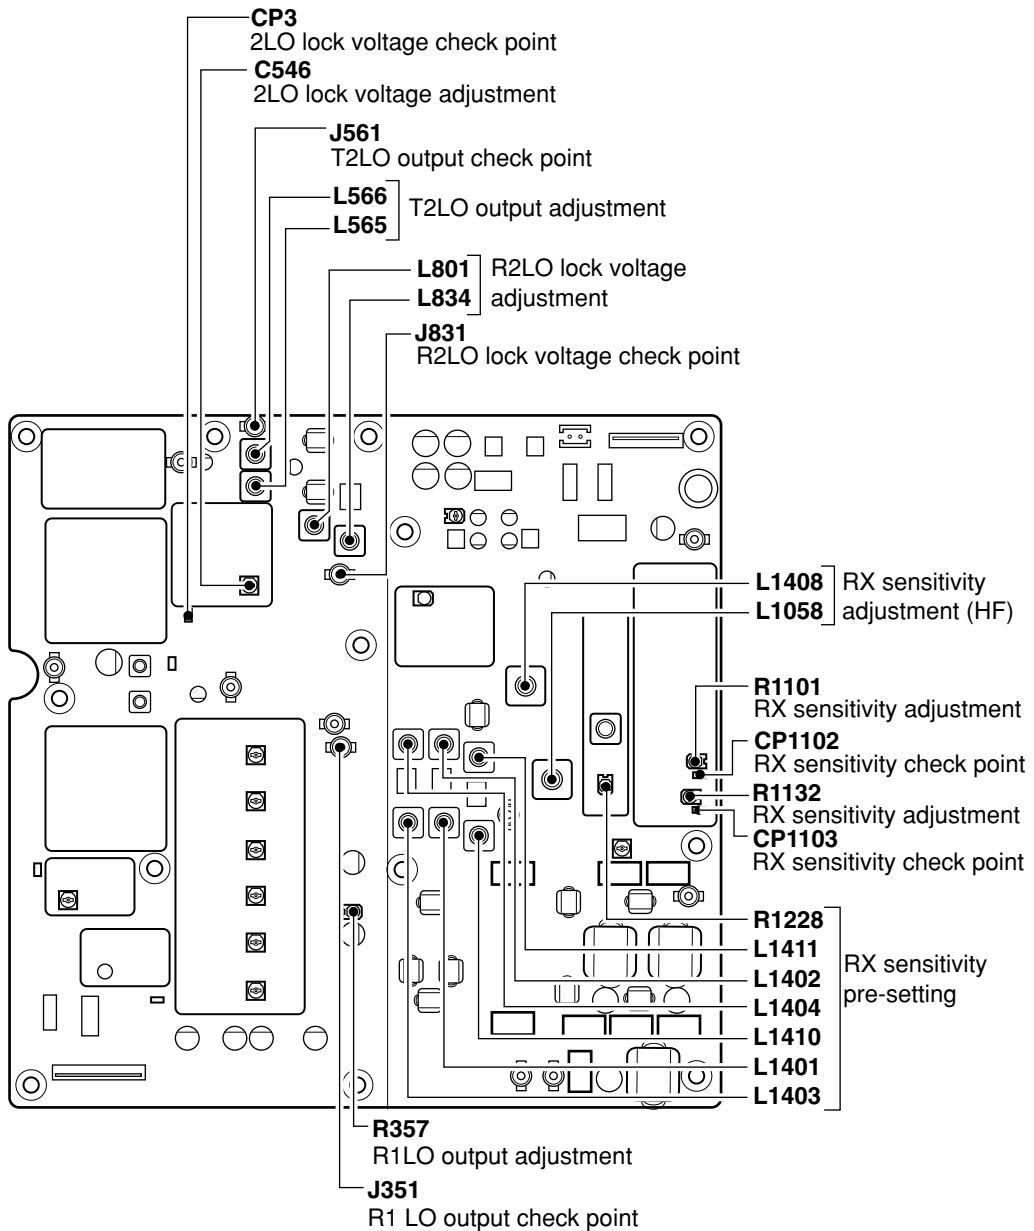 CP3
2LO lock voltage check point
C546
2LO lock voltage adjustment
J561
T2LO output check point
L566
L565
T2LO output adjustment
L801
L834
R2LO lock voltage
adjustment
J831
R2LO lock voltage check point
L1408
L1058
RX sensitivity
adjustment (HF)
R1101
RX sensitivity adjustment
CP1102
RX sensitivity check point
R1132
RX sensitivity adjustment
CP1103
RX sensitivity check point
R1228
L1411
L1402
L1404
L1410
L1401
L1403
RX sensitivity
pre-setting
R357
R1LO output adjustment
J351
R1 LO output check point